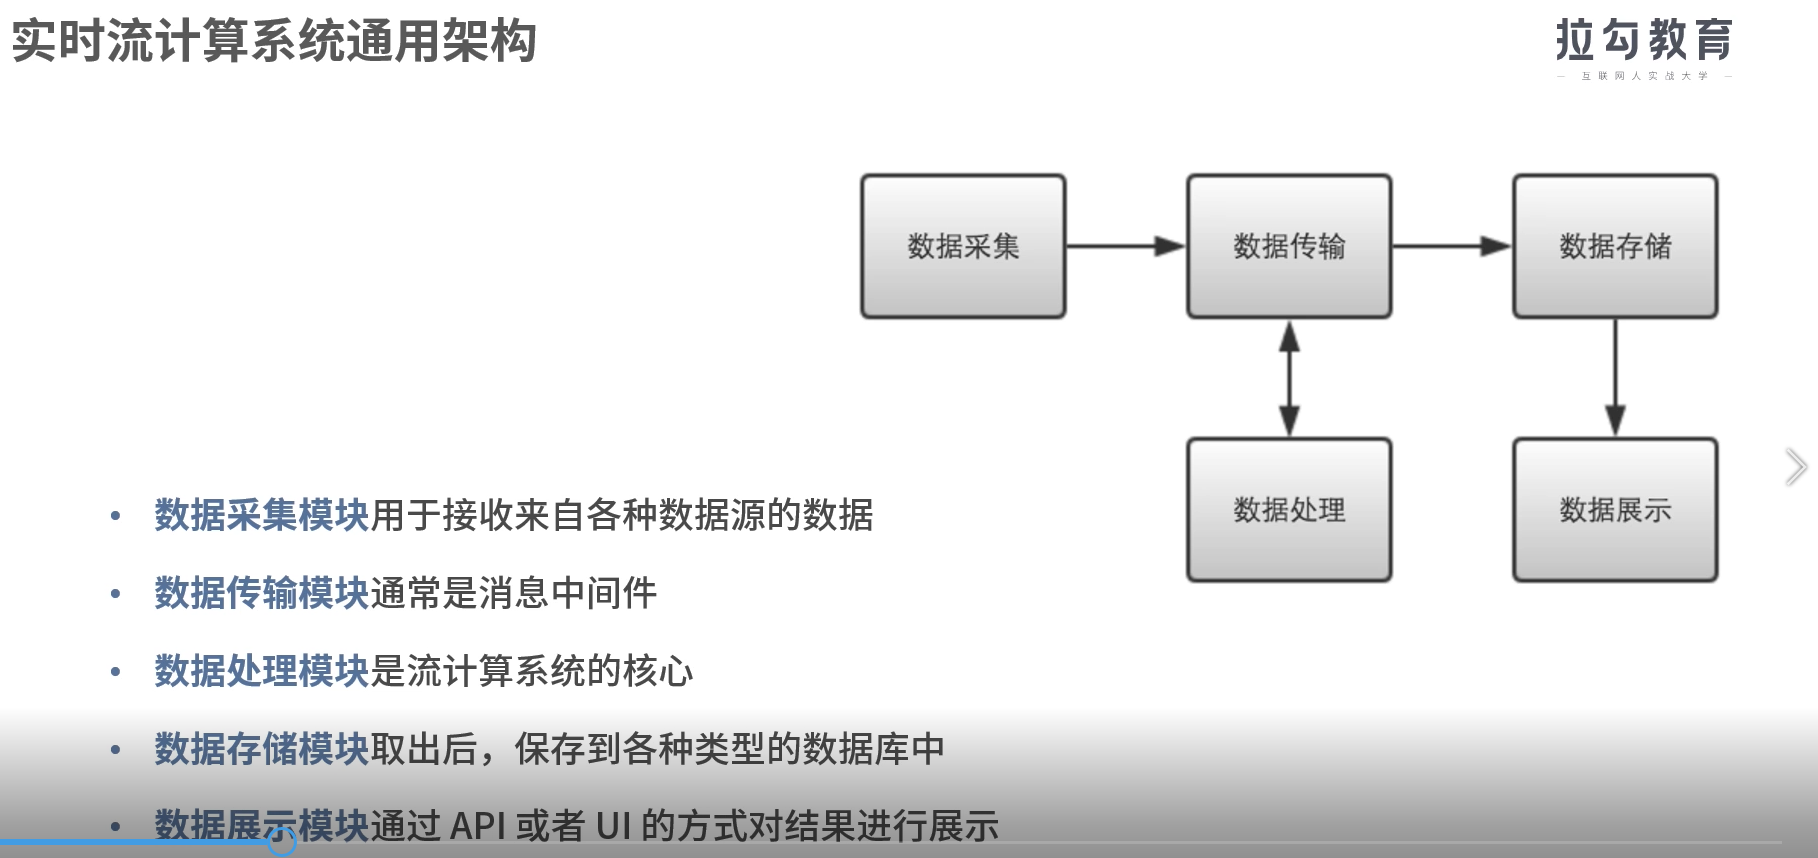 实时流计算系统通用架构
拉勾教育
— 互联网人实战大学 —
数据采集
数据传输
数据存储
数据处理
数据展示
• 数据采集模块用于接收来自各种数据源的数据
• 数据传输模块通常是消息中间件
• 数据处理模块是流计算系统的核心
• 数据存储模块取出后，保存到各种类型的数据库中
• 数据展示模块通过 API 或者 UI 的方式对结果进行展示